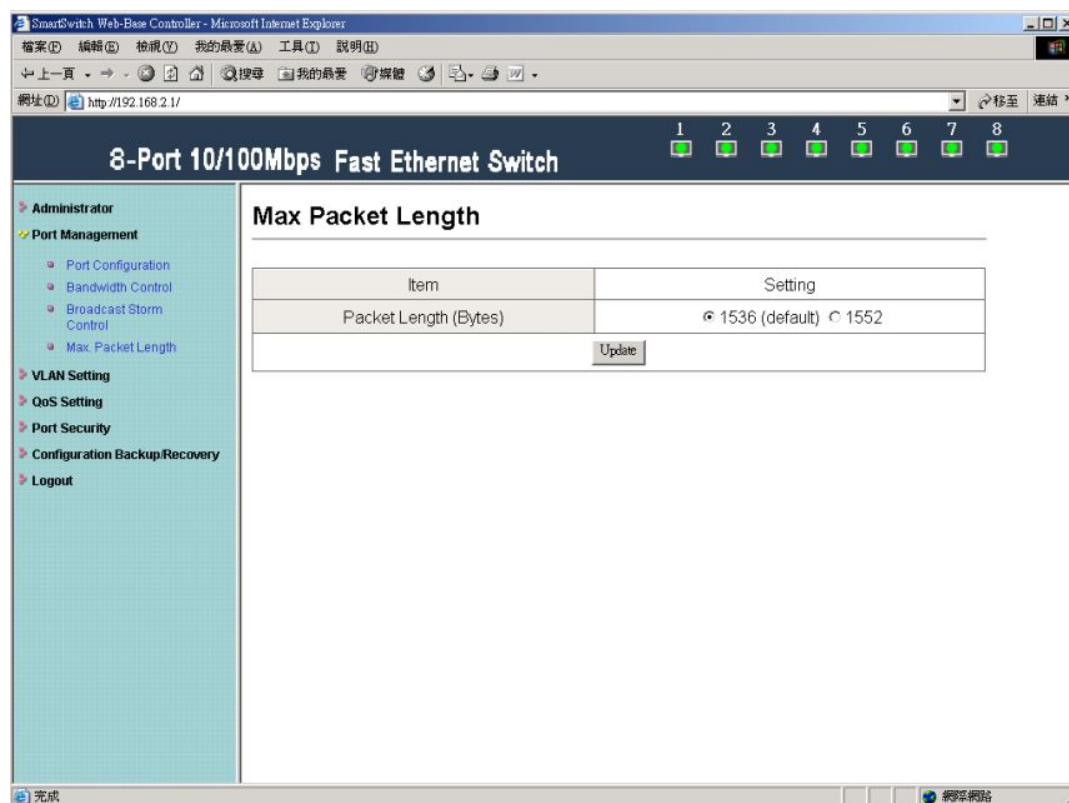 SmartSwitch Web-Base Controller - Microsoft Internet Explorer
檔案(F) 編輯(E) 檢視(V) 我的最愛(A) 工具(T) 說明(H)
上一頁 搜尋 我的最愛 媒體
網址(D) http://192.168.2.1/ 移至 連結 »
1 2 3 4 5 6 7 8
8-Port 10/100Mbps Fast Ethernet Switch
Administrator
Port Management
Port Configuration
Bandwidth Control
Broadcast Storm
Control
Max. Packet Length
VLAN Setting
QoS Setting
Port Security
Configuration Backup/Recovery
Logout
Max Packet Length
Item Setting
Packet Length (Bytes) 1536 (default) 1552
Update
完成 網際網路